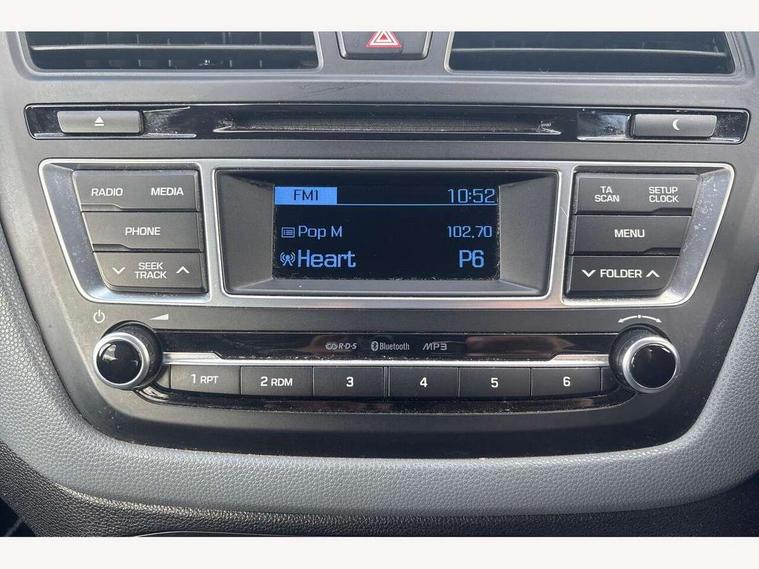 RADIO MEDIA
PHONE
SEEK
TRACK
FM1 10:52
Pop M 102.70
Heart P6
TA
SCAN
SETUP
CLOCK
MENU
FOLDER
R·D·S Bluetooth MP3
1 RPT 2 RDM 3 4 5 6